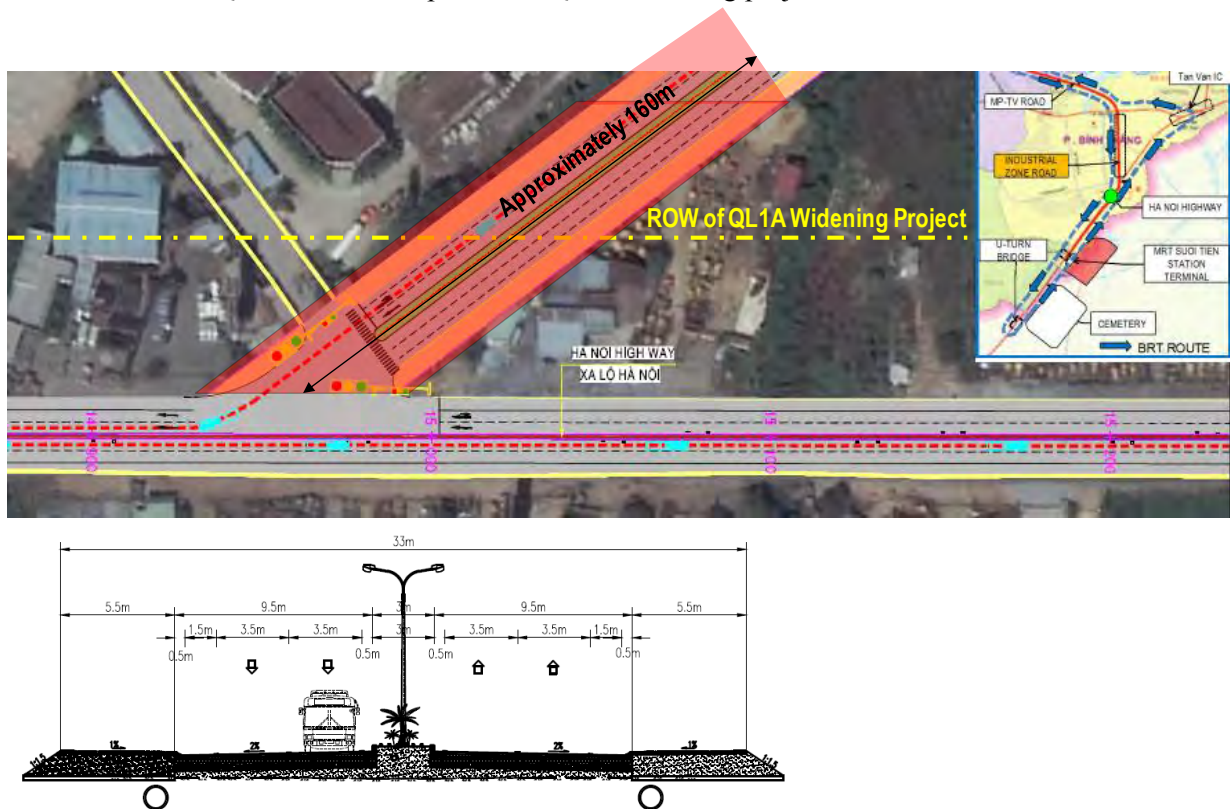 Approximately 160m
ROW of QL1A Widening Project
Tan Van IC
MP-TV ROAD
P. BÌNH
INDUSTRIAL
ZONE ROAD
HA NOI HIGHWAY
U-TURN
BRIDGE
MRT SUOI TIEN
STATION
TERMINAL
CEMETERY
BRT ROUTE
HA NOI HIGH WAY
XA LỘ HÀ NỘI
33m
5.5m 9.5m 3m 9.5m 5.5m
1.5m 3.5m 3.5m 3m 3.5m 3.5m 1.5m
0.5m 0.5m 0.5m 0.5m
1% 2% 2% 1%